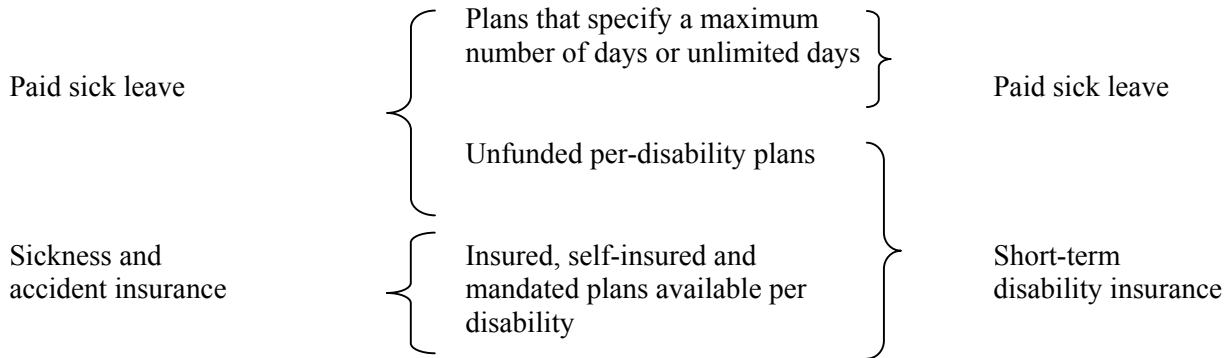 Paid sick leave
Plans that specify a maximum
number of days or unlimited days
Paid sick leave
Unfunded per-disability plans
Sickness and
accident insurance
Insured, self-insured and
mandated plans available per
disability
Short-term
disability insurance